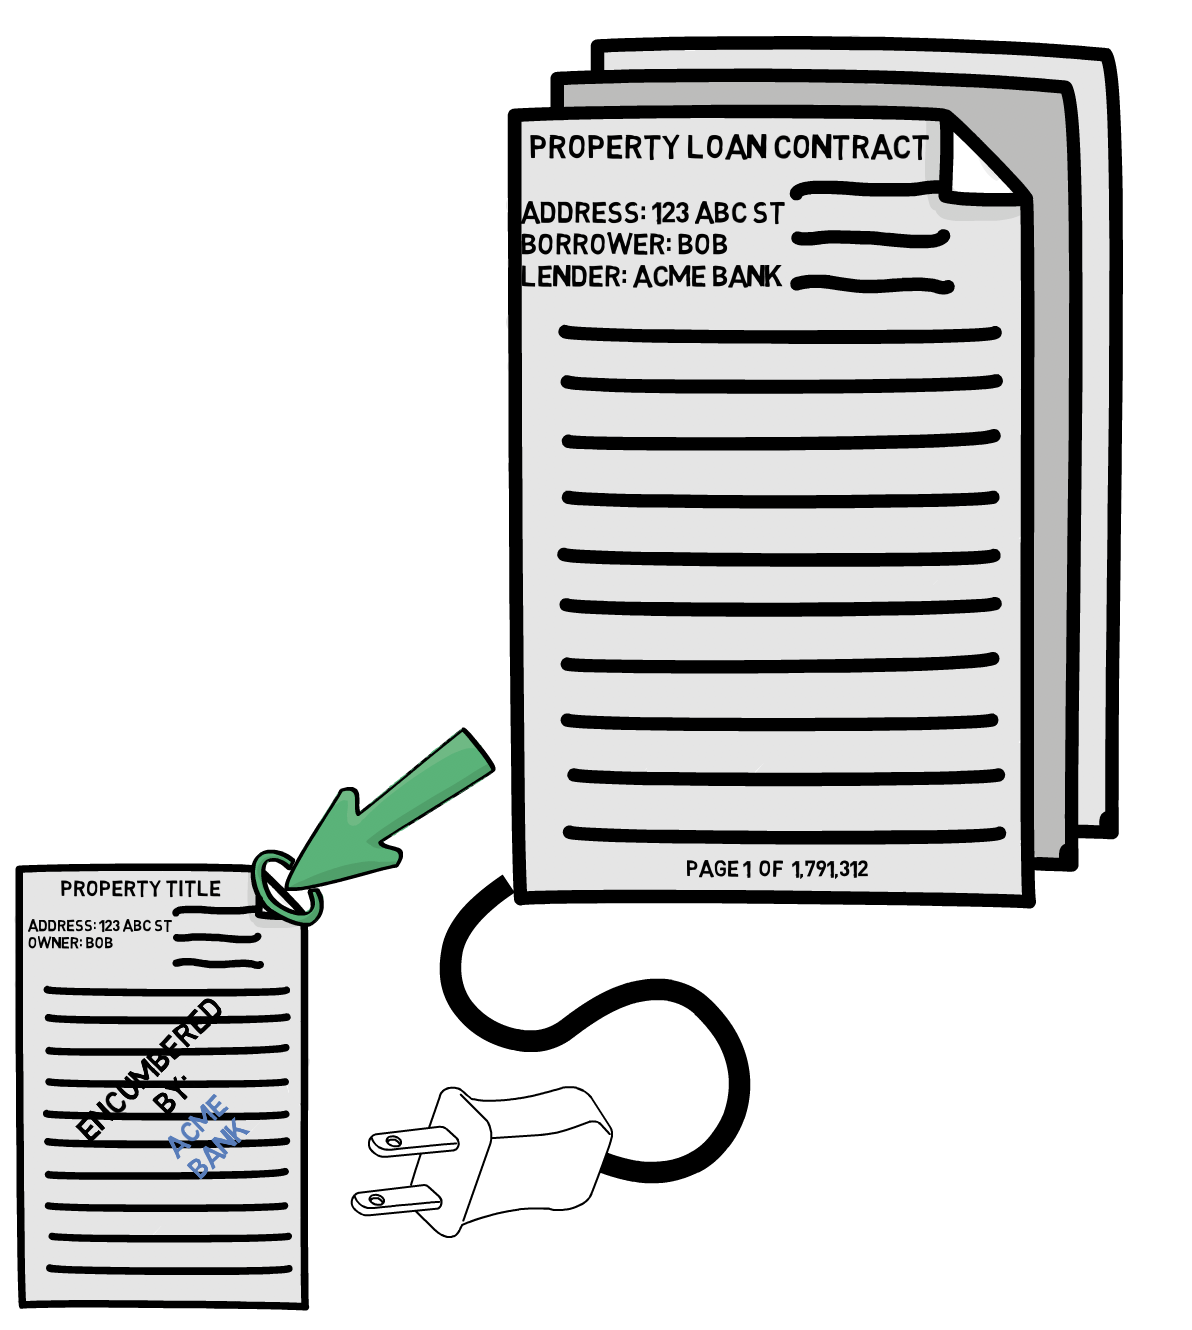 PROPERTY LOAN CONTRACT
ADDRESS: 123 ABC ST
BORROWER: BOB
LENDER: ACME BANK
PAGE 1 OF 1,791,312
PROPERTY TITLE
ADDRESS: 123 ABC ST
OWNER: BOB
ENCUMBERED
BY:
ACME
BANK